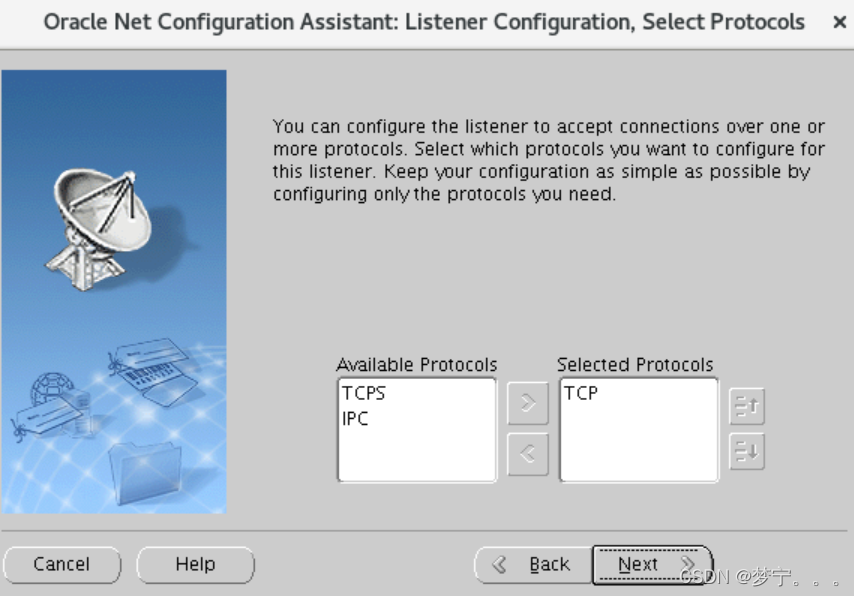 Oracle Net Configuration Assistant: Listener Configuration, Select Protocols
You can configure the listener to accept connections over one or
more protocols. Select which protocols you want to configure for
this listener. Keep your configuration as simple as possible by
configuring only the protocols you need.
Available Protocols
TCPS
IPC
Selected Protocols
TCP
Cancel
Help
Back
Next
CSDN @梦宁。。。